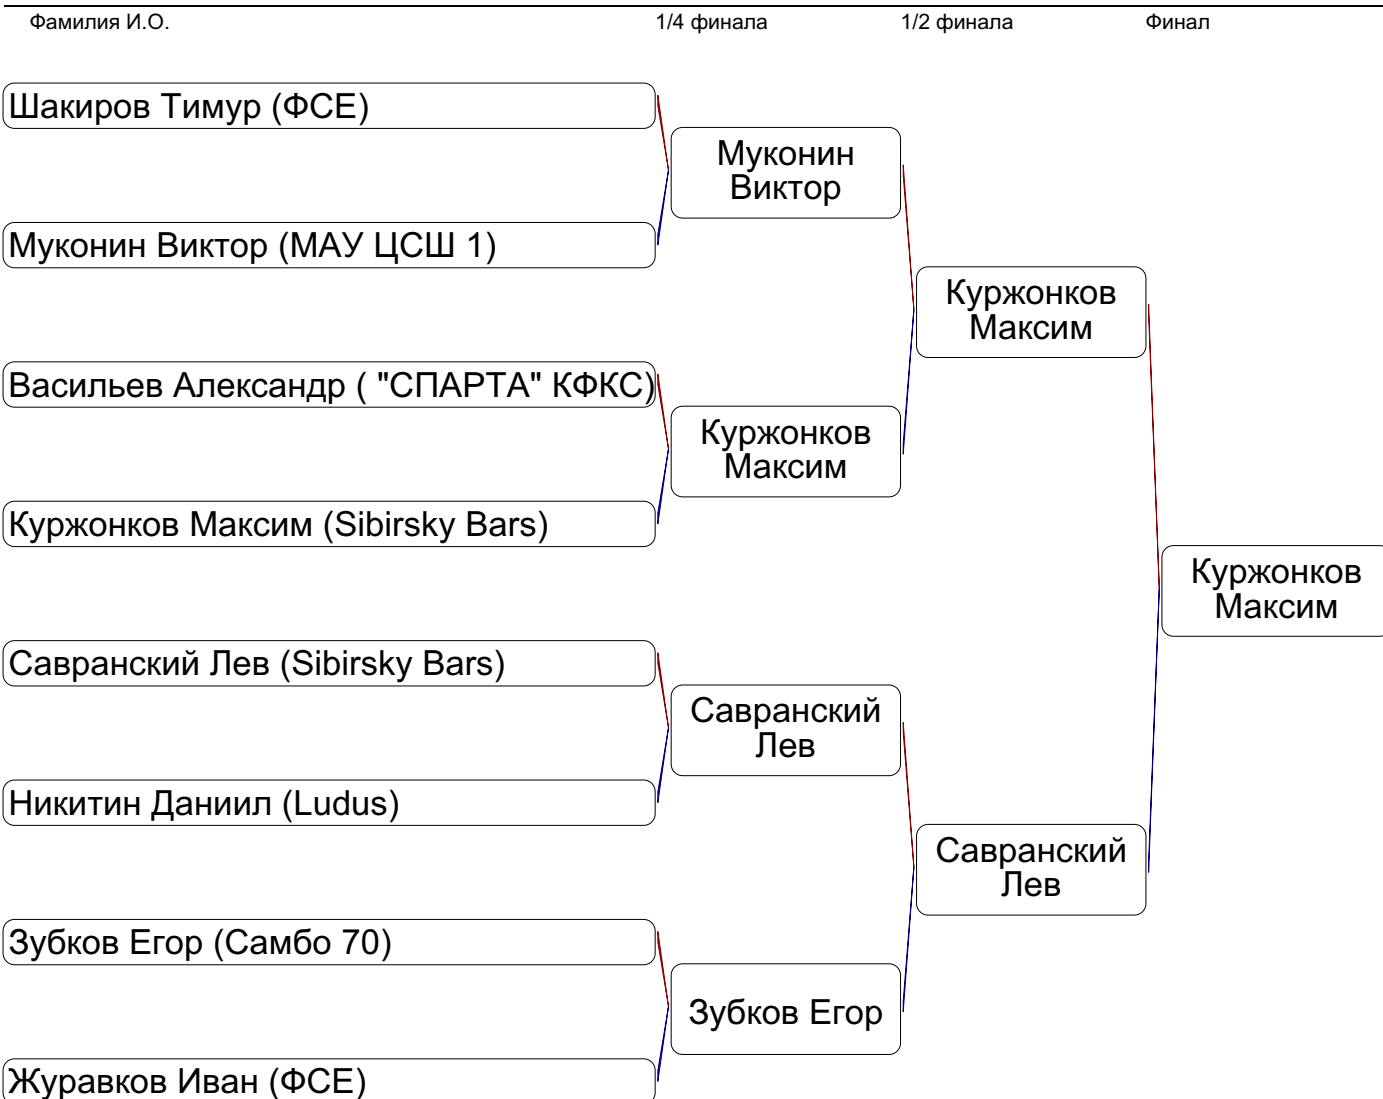 Фамилия И.О. 1/4 финала 1/2 финала Финал
Шакиров Тимур (ФСЕ)
Муконин
Виктор
Муконин Виктор (МАУ ЦСШ 1)
Куржонков
Максим
Васильев Александр ( "СПАРТА" КФКС)
Куржонков
Максим
Куржонков Максим (Sibirsky Bars)
Куржонков
Максим
Савранский Лев (Sibirsky Bars)
Савранский
Лев
Никитин Даниил (Ludus)
Савранский
Лев
Зубков Егор (Самбо 70)
Зубков Егор
Журавков Иван (ФСЕ)